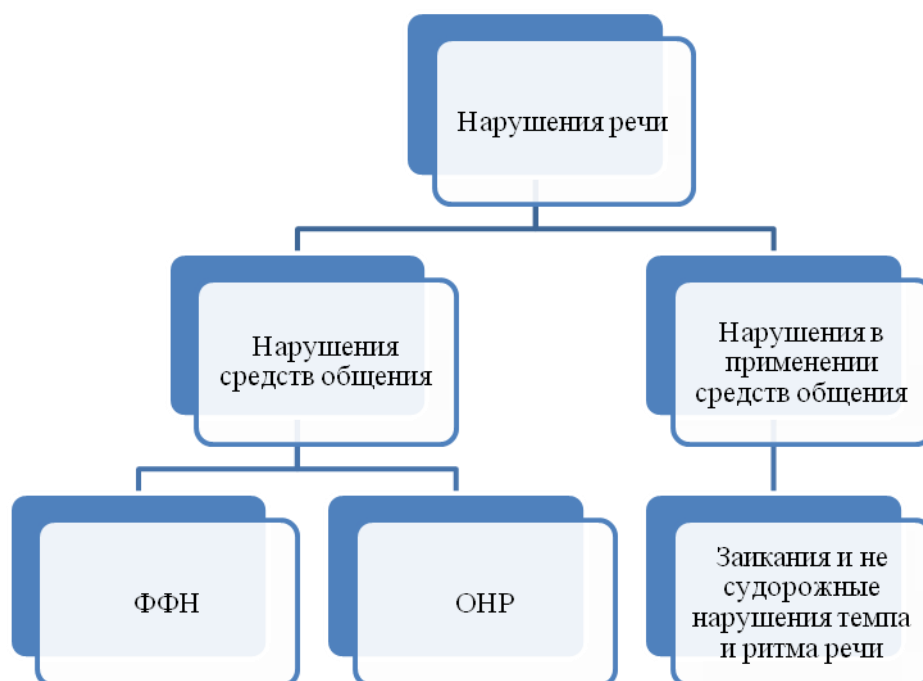 Нарушения речи
Нарушения
средств общения
Нарушения в
применении
средств общения
ФФН
ОНР
Заикания и не
судорожные
нарушения темпа
и ритма речи